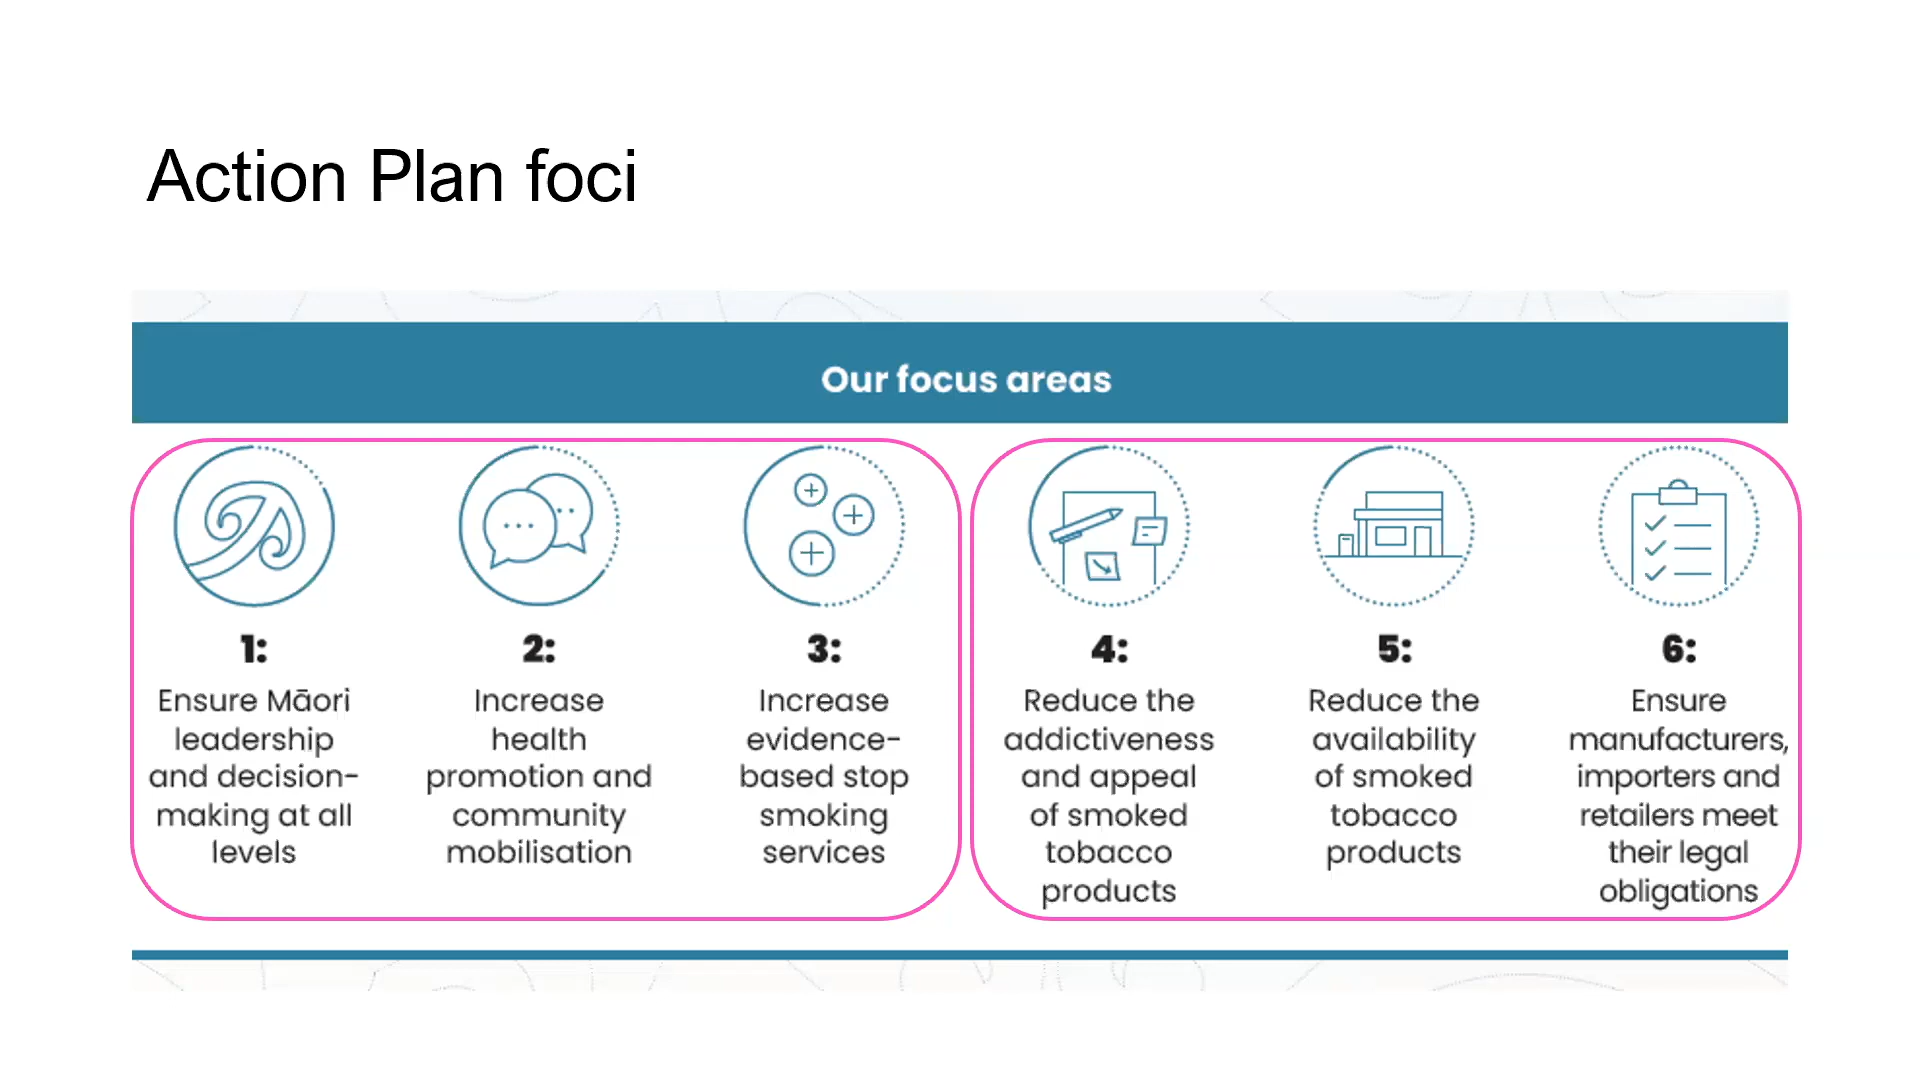 Action Plan foci
Our focus areas
1:
Ensure Māori
leadership
and decision-
making at all
levels
2:
Increase
health
promotion and
community
mobilisation
3:
Increase
evidence-
based stop
smoking
services
4:
Reduce the
addictiveness
and appeal
of smoked
tobacco
products
5:
Reduce the
availability
of smoked
tobacco
products
6:
Ensure
manufacturers,
importers and
retailers meet
their legal
obligations